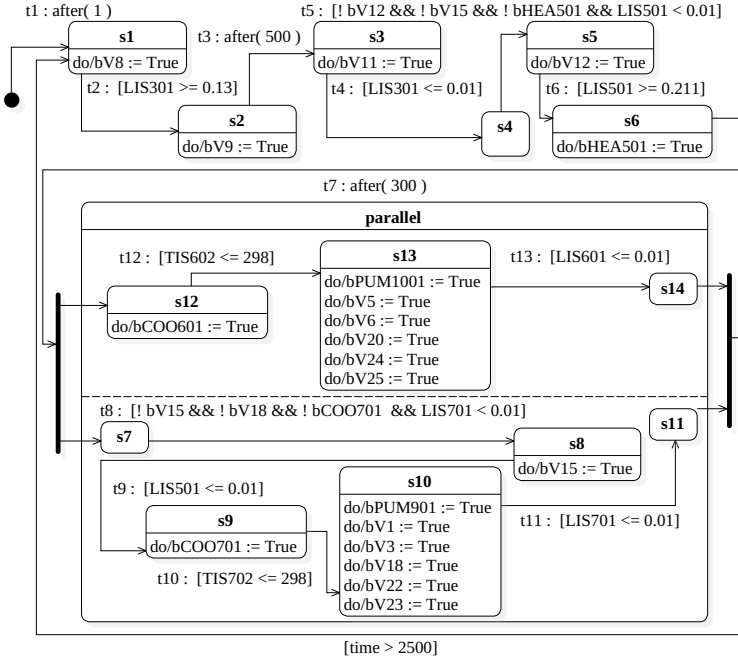 t1 : after( 1 )
t5 :  [! bV12 && ! bV15 && ! bHEA501 && LIS501 < 0.01]
s1
do/bV8 := True
t3 : after( 500 )
s3
do/bV11 := True
s5
do/bV12 := True
t2 :  [LIS301 >= 0.13]
t4 :  [LIS301 <= 0.01]
t6 :  [LIS501 >= 0.211]
s2
do/bV9 := True
s4
s6
do/bHEA501 := True
t7 : after( 300 )
parallel
t12 :  [TIS602 <= 298]
s12
do/bCOO601 := True
s13
do/bPUM1001 := True
do/bV5 := True
do/bV6 := True
do/bV20 := True
do/bV24 := True
do/bV25 := True
t13 :  [LIS601 <= 0.01]
s14
t8 :  [! bV15 && ! bV18 && ! bCOO701  && LIS701 < 0.01]
s7
s11
s8
do/bV15 := True
t9 :  [LIS501 <= 0.01]
s9
do/bCOO701 := True
t10 :  [TIS702 <= 298]
s10
do/bPUM901 := True
do/bV1 := True
do/bV3 := True
do/bV18 := True
do/bV22 := True
do/bV23 := True
t11 :  [LIS701 <= 0.01]
[time > 2500]